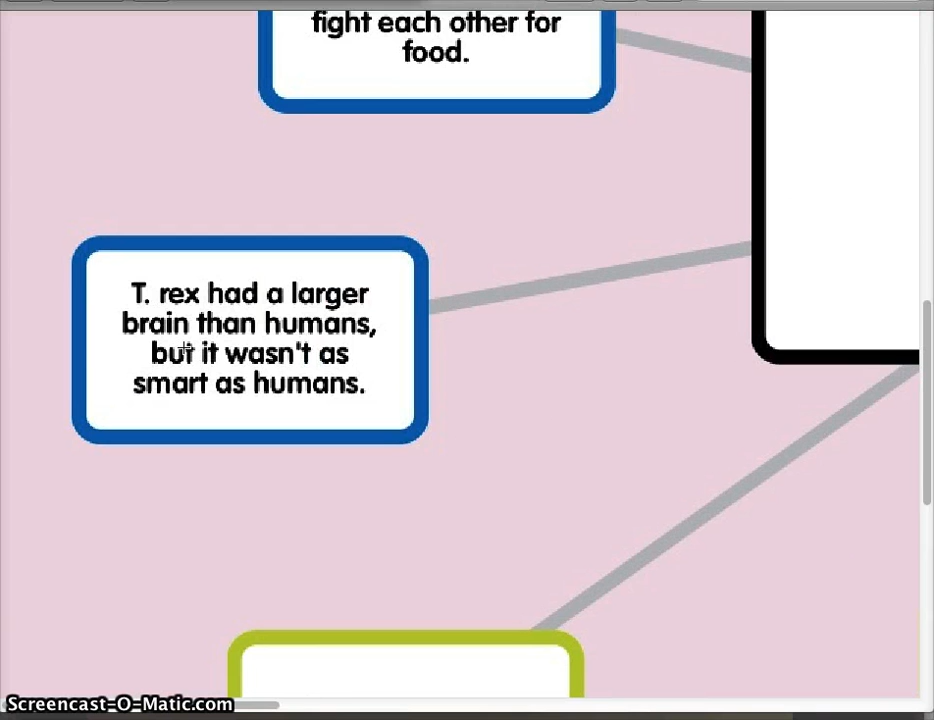 fight each other for
food.
T. rex had a larger
brain than humans,
but it wasn't as
smart as humans.
Screencast-O-Matic.com